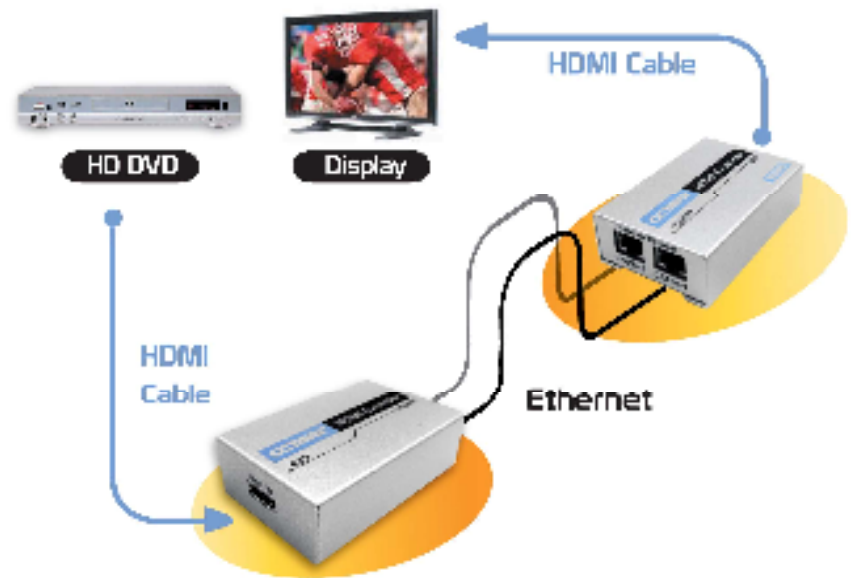 HDMI Cable
HD DVD
Display
HDMI
Cable
Ethernet